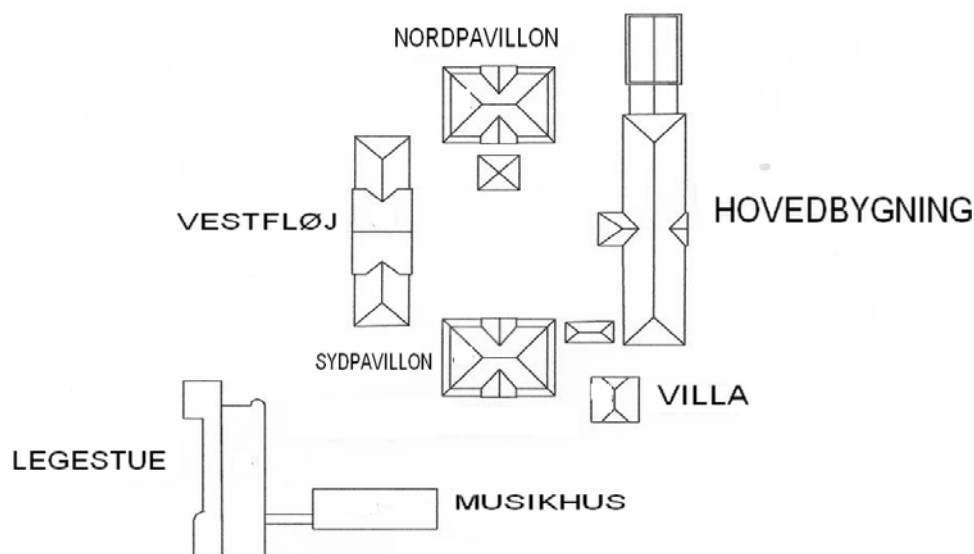 NORDPAVILLON
VESTFLØJ
HOVEDBYGNING
SYDPAVILLON
VILLA
LEGESTUE
MUSIKHUS